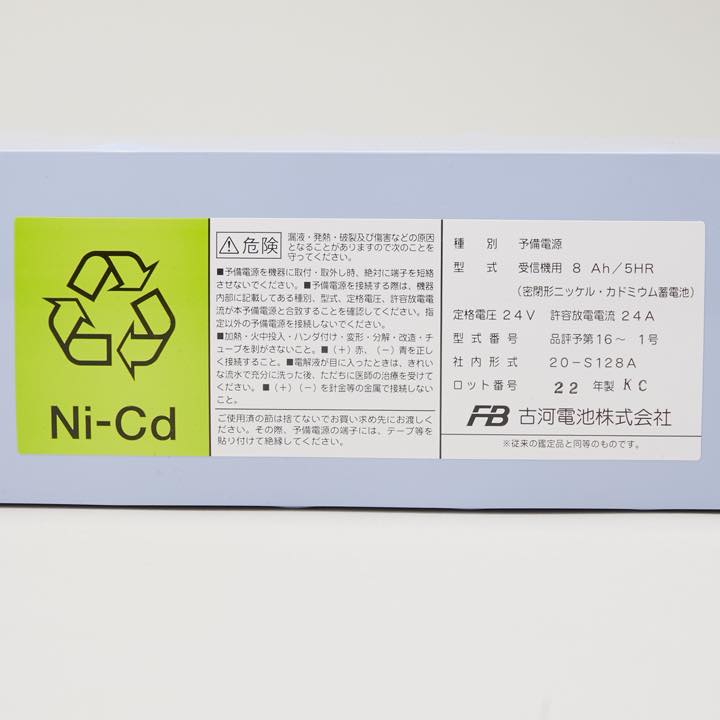 Ni-Cd
危険
漏液・発熱・破裂及び傷害などの原因
となることがありますので次のことを
守ってください。
■予備電源を機器に取付・取外し時、絶対に端子を短絡
させないでください。■予備電源を接続する際は、機器
内部に記載してある種別、型式、定格電圧、許容放電電
流が本予備電源と合致することを確認してください。指
定以外の予備電源を接続しないでください。
■加熱・火中投入・ハンダ付け・変形・分解・改造・チ
ューブを剥がさないこと。■（＋）赤、（－）青を正し
く接続すること。■電解液が目に入ったときは、きれい
な流水で充分に洗った後、ただちに医師の治療を受けて
ください。■（＋）（－）を針金等の金属で接続しない
こと。
ご使用済の節は捨てないでお買い求め先にお渡しく
ださい。その際、予備電源の端子には、テープ等を
貼り付けて絶縁してください。
種別 予備電源
型式 受信機用 8 Ah/5HR
（密閉形ニッケル・カドミウム蓄電池）
定格電圧 24V 許容放電電流 24A
型式番号 品評予第16～ 1号
社内形式 20-S128A
ロット番号 22 年製 KC
FB 古河電池株式会社
※従来の鑑定品と同等のものです。